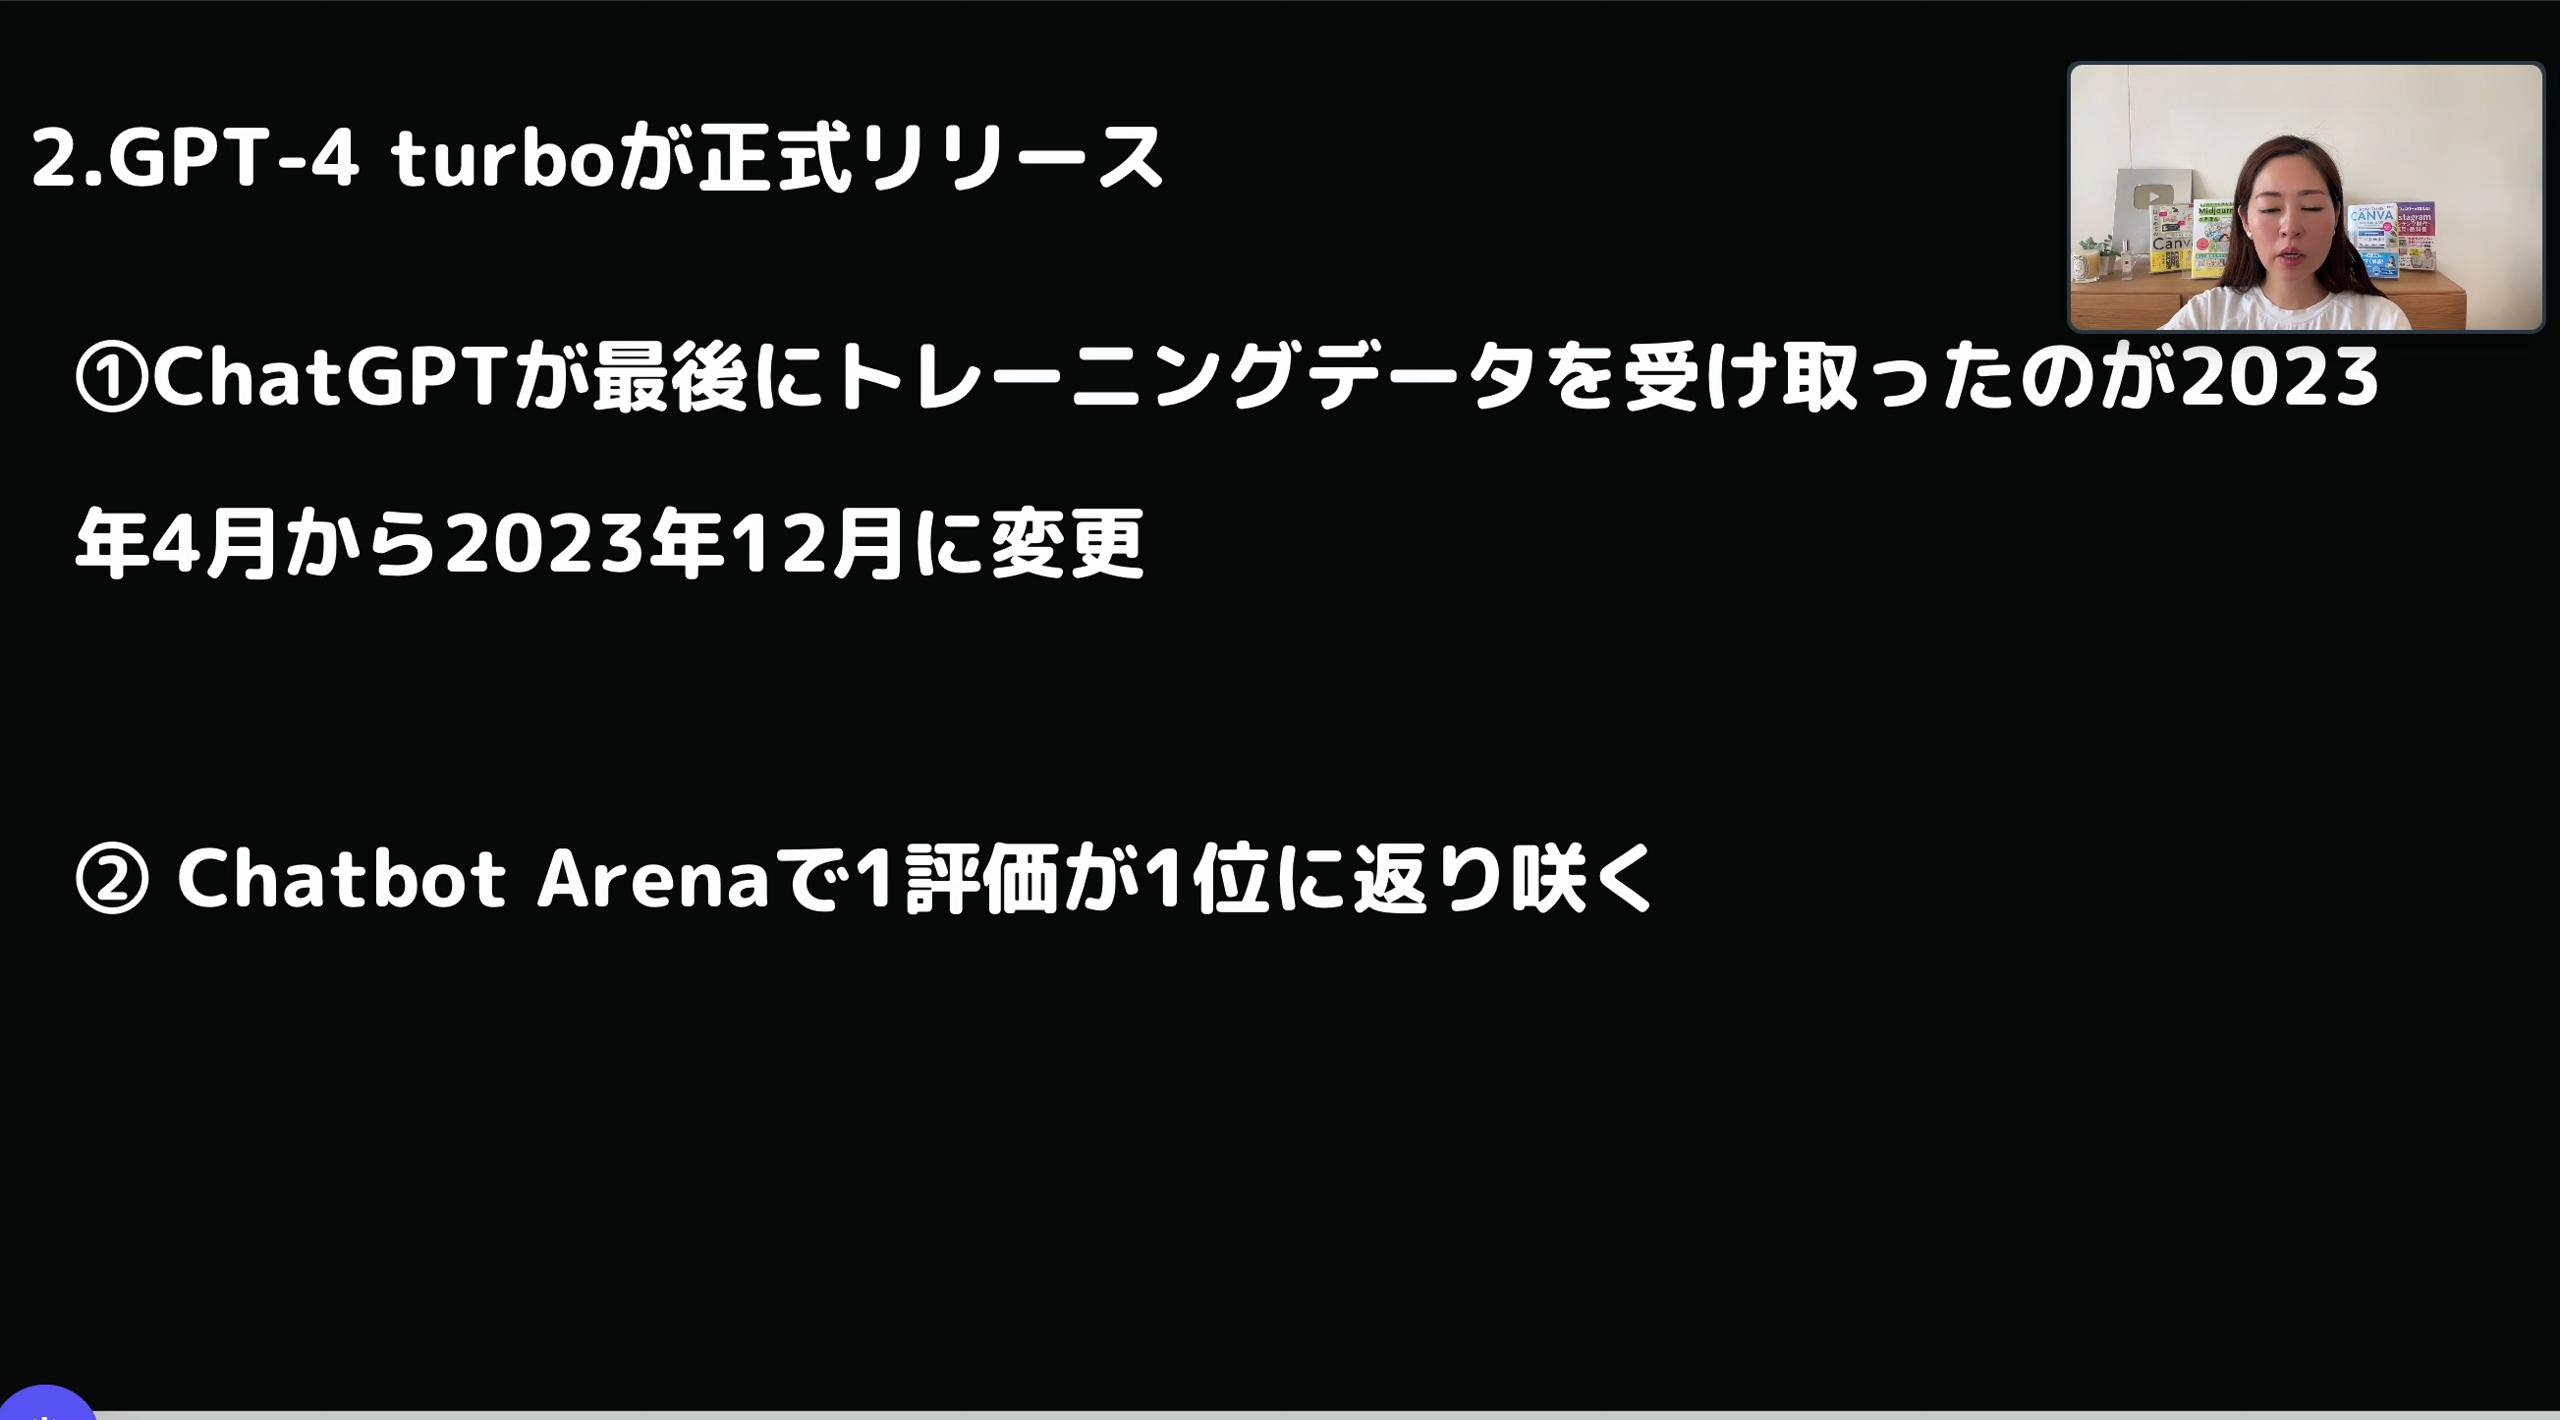 2.GPT-4 turboが正式リリース
①ChatGPTが最後にトレーニングデータを受け取ったのが2023
年4月から2023年12月に変更
② Chatbot Arenaで1評価が1位に返り咲く
Canv
Midjourn
CANVA
stagram